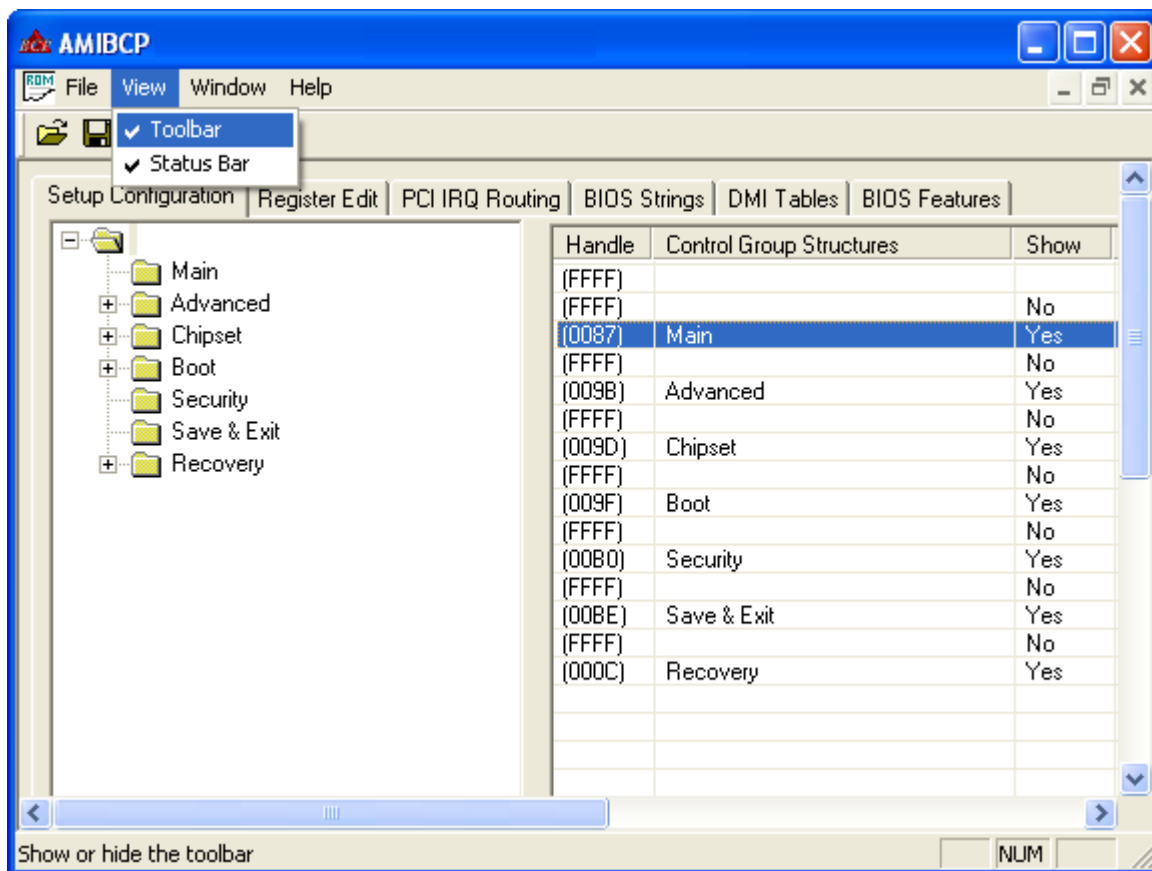 AMIBCP
ROM File View Window Help
Toolbar
Status Bar
Setup Configuration Register Edit PCI IRQ Routing BIOS Strings DMI Tables BIOS Features
Main
Advanced
Chipset
Boot
Security
Save & Exit
Recovery
Handle Control Group Structures Show
(FFFF)
(FFFF) No
(0087) Main Yes
(FFFF) No
(009B) Advanced Yes
(FFFF) No
(009D) Chipset Yes
(FFFF) No
(009F) Boot Yes
(FFFF) No
(00B0) Security Yes
(FFFF) No
(00BE) Save & Exit Yes
(FFFF) No
(000C) Recovery Yes
Show or hide the toolbar NUM